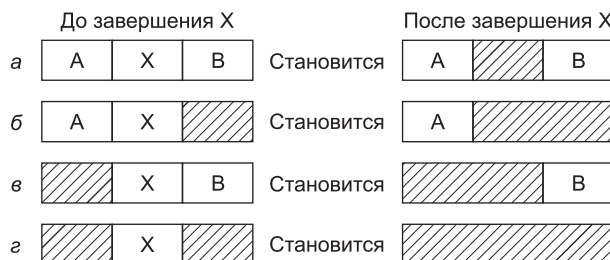 До завершения X После завершения X
а A X B Становится A B
б A X Становится A
в X B Становится B
г X Становится